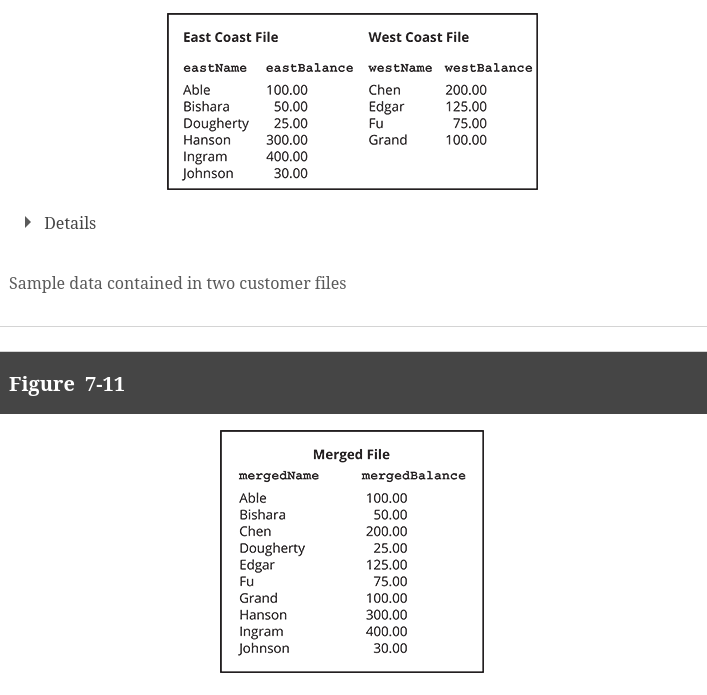 East Coast File West Coast File
eastName eastBalance westName westBalance
Able 100.00 Chen 200.00
Bishara 50.00 Edgar 125.00
Dougherty 25.00 Fu 75.00
Hanson 300.00 Grand 100.00
Ingram 400.00
Johnson 30.00
Details
Sample data contained in two customer files
Figure 7-11
Merged File
mergedName mergedBalance
Able 100.00
Bishara 50.00
Chen 200.00
Dougherty 25.00
Edgar 125.00
Fu 75.00
Grand 100.00
Hanson 300.00
Ingram 400.00
Johnson 30.00